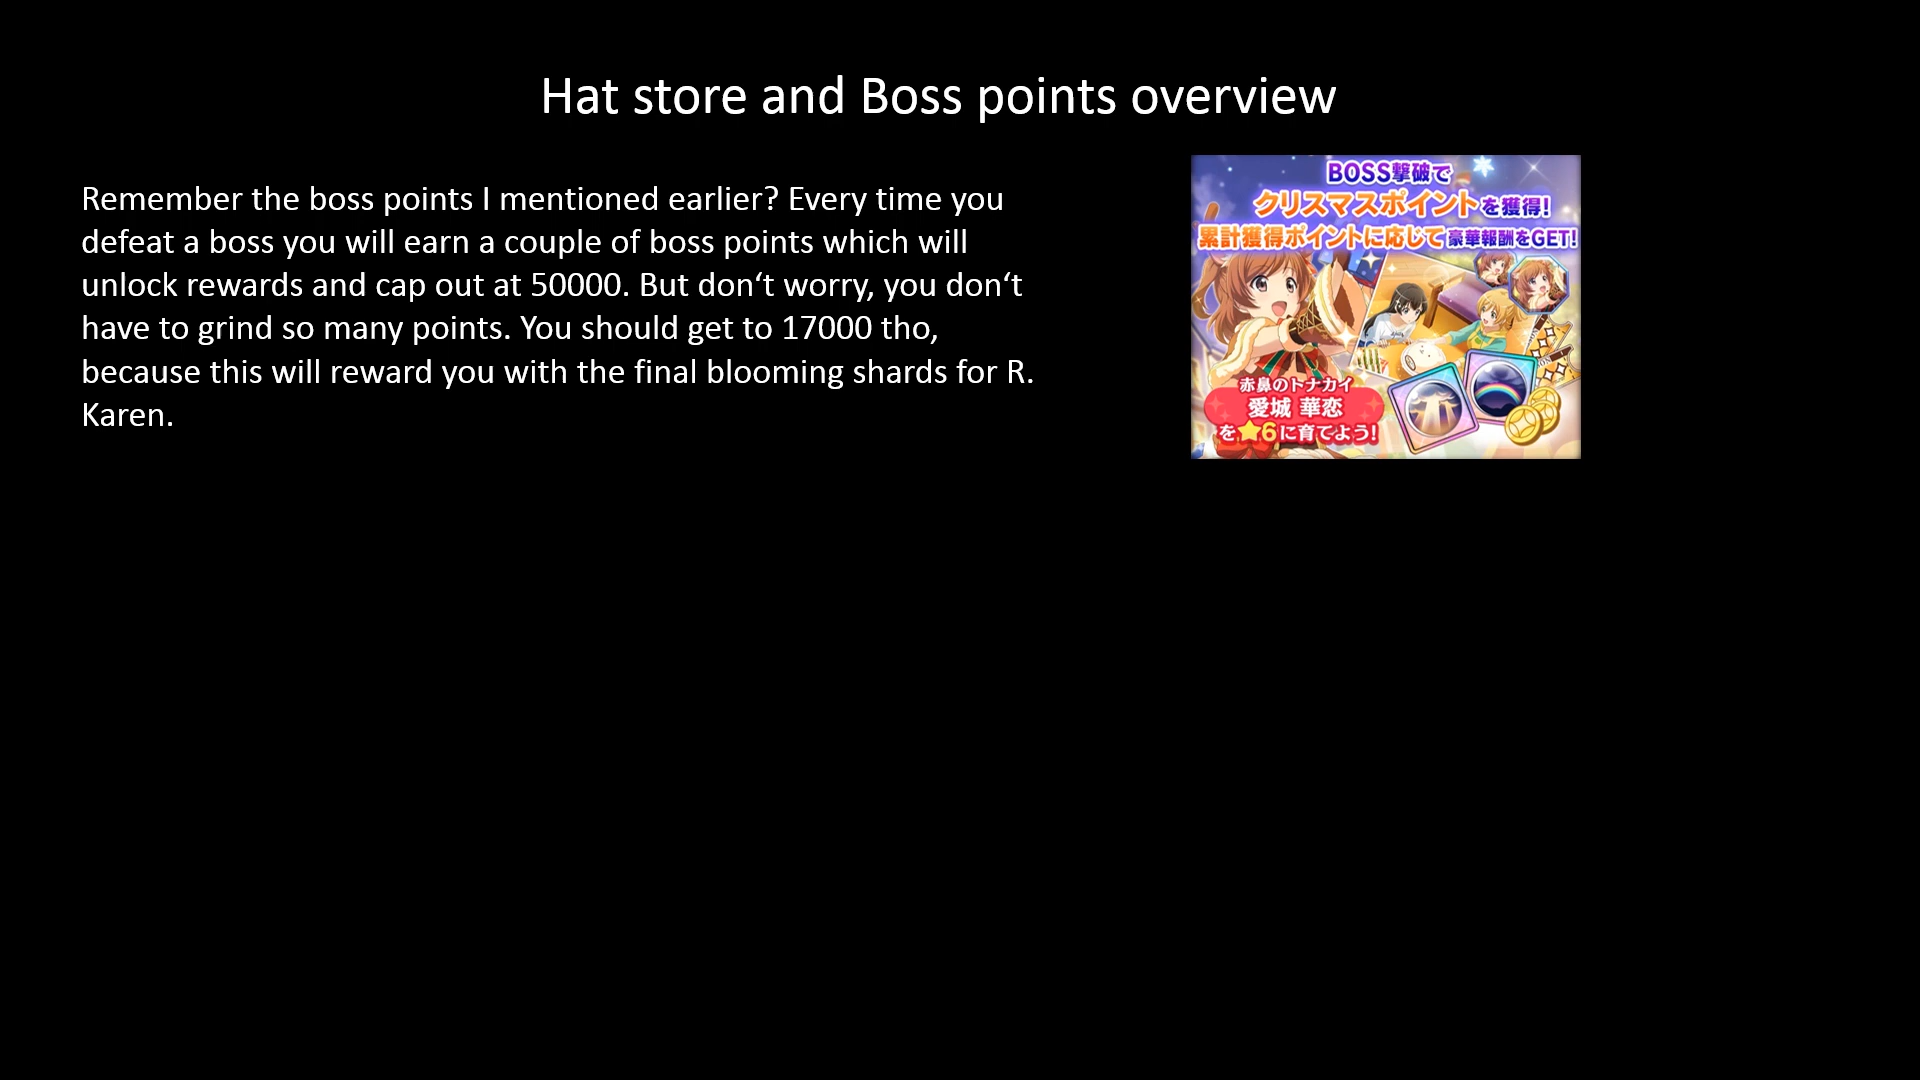 Hat store and Boss points overview
Remember the boss points I mentioned earlier? Every time you
defeat a boss you will earn a couple of boss points which will
unlock rewards and cap out at 50000. But don‘t worry, you don‘t
have to grind so many points. You should get to 17000 tho,
because this will reward you with the final blooming shards for R.
Karen.
BOSS撃破で
クリスマスポイントを獲得!
累計獲得ポイントに応じて豪華報酬をGET!
赤鼻のトナカイ
愛城 華恋
を★6に育てよう!